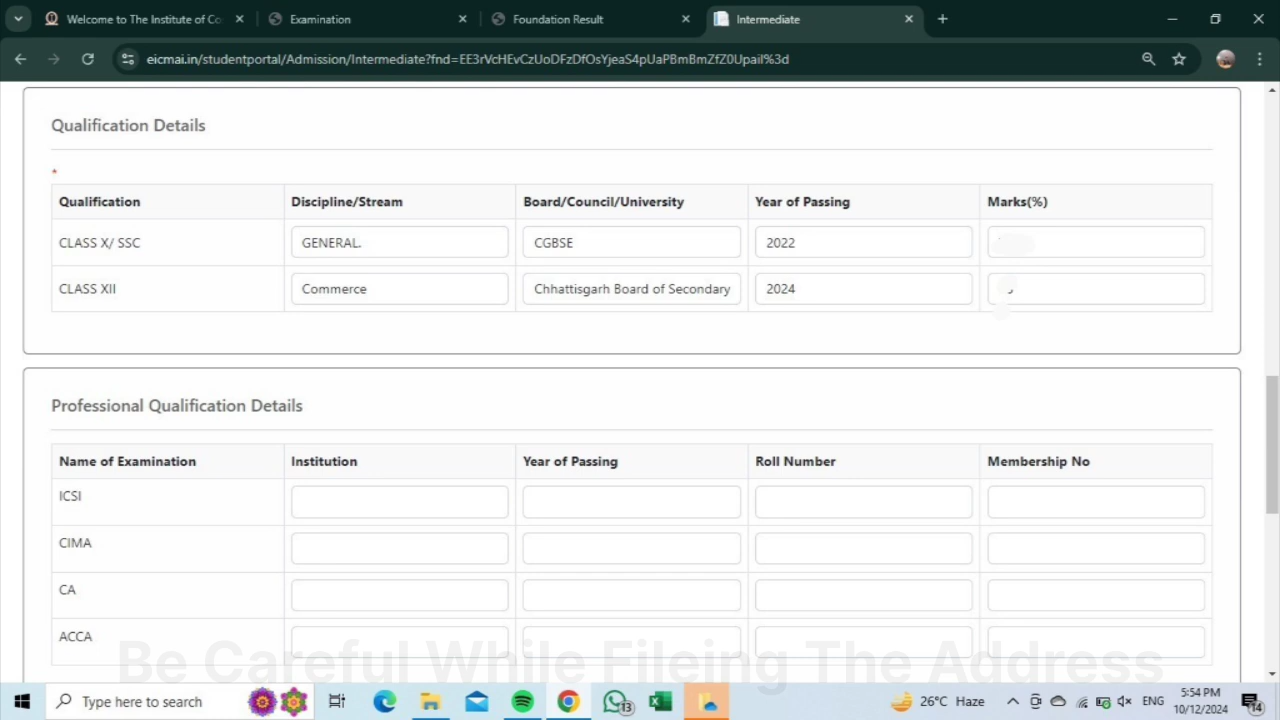 Welcome to The Institute of Co
Examination
Foundation Result
Intermediate
eicmai.in/studentportal/Admission/Intermediate?fnd=EE3rVcHEvCzUoDFzDfOsYjeaS4pUaPBmBmZfZ0Upail%3d
Qualification Details
*
Qualification Discipline/Stream Board/Council/University Year of Passing Marks(%)
CLASS X/ SSC GENERAL. CGBSE 2022
CLASS XII Commerce Chhattisgarh Board of Secondary 2024
Professional Qualification Details
Name of Examination Institution Year of Passing Roll Number Membership No
ICSI
CIMA
CA
ACCA
Be Careful While Fileing The Address
Type here to search 13 26°C Haze ENG 5:54 PM 14
10/12/2024